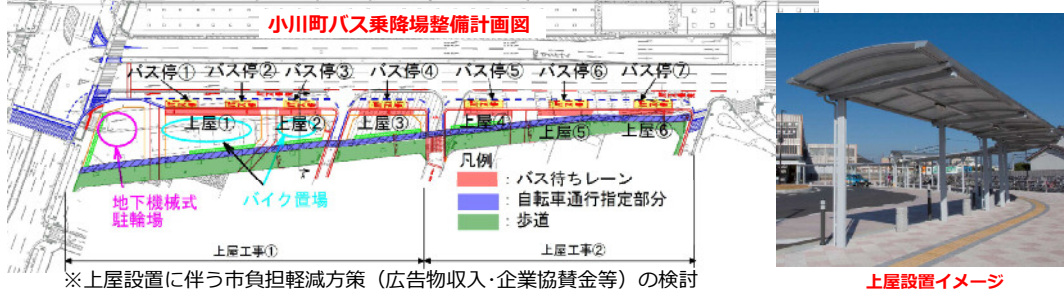 小川町バス乗降場整備計画図
バス停① バス停② バス停③ バス停④ バス停⑤ バス停⑥ バス停⑦
上屋① 上屋② 上屋③ 上屋④ 上屋⑤ 上屋⑥
凡例
：バス待ちレーン
：自転車通行指定部分
：歩道
地下機械式
駐輪場
バイク置場
上屋工事① 上屋工事②
※上屋設置に伴う市負担軽減方策（広告物収入･企業協賛金等）の検討
上屋設置イメージ